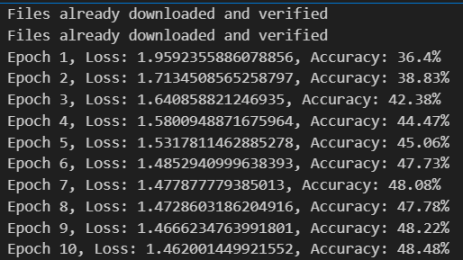 Files already downloaded and verified
Files already downloaded and verified
Epoch 1, Loss: 1.9592355886078856, Accuracy: 36.4%
Epoch 2, Loss: 1.7134508565258797, Accuracy: 38.83%
Epoch 3, Loss: 1.640858821246935, Accuracy: 42.38%
Epoch 4, Loss: 1.5800948871675964, Accuracy: 44.47%
Epoch 5, Loss: 1.5317811462885278, Accuracy: 45.06%
Epoch 6, Loss: 1.4852940999638393, Accuracy: 47.73%
Epoch 7, Loss: 1.477877779385013, Accuracy: 48.08%
Epoch 8, Loss: 1.4728603186204916, Accuracy: 47.78%
Epoch 9, Loss: 1.4666234763991801, Accuracy: 48.22%
Epoch 10, Loss: 1.462001449921552, Accuracy: 48.48%